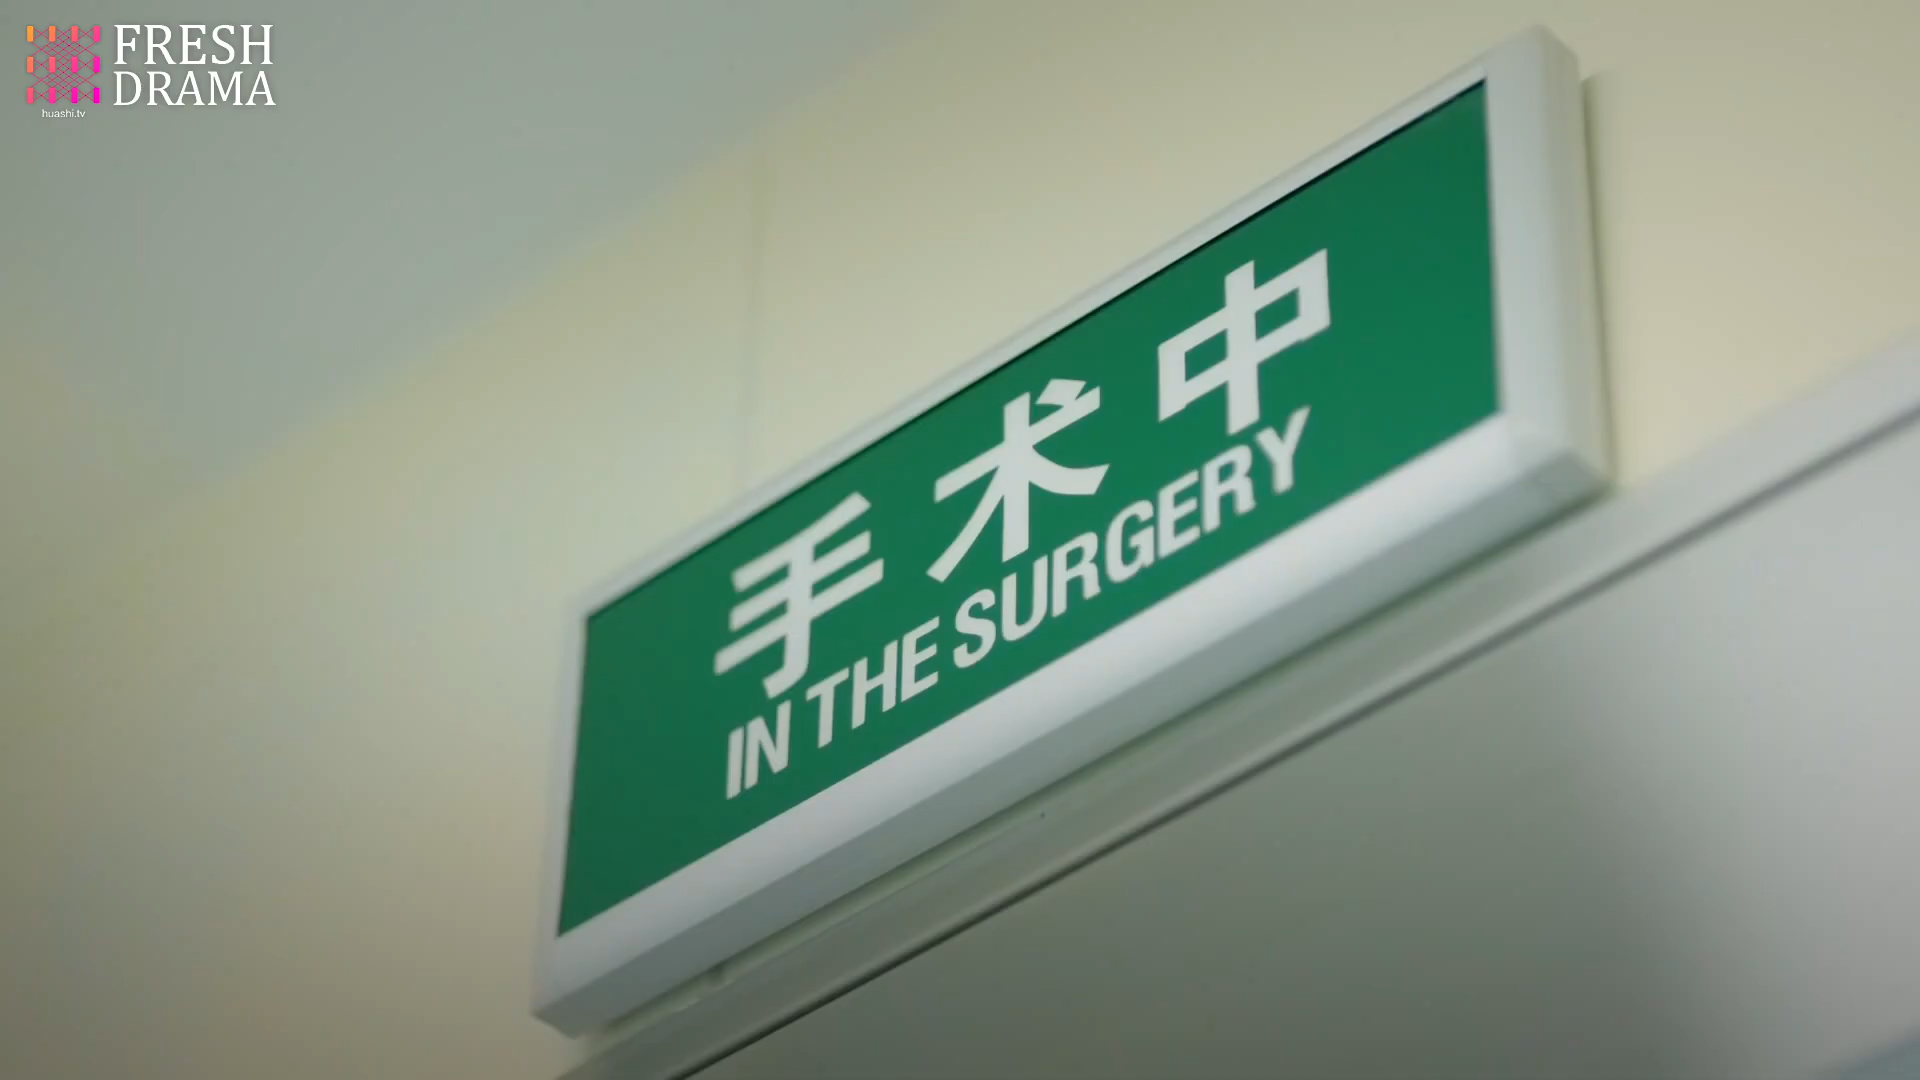 FRESH
DRAMA
huashi.tv
手术中
IN THE SURGERY